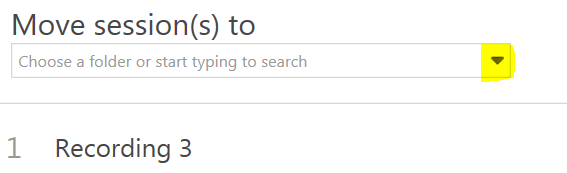 Move session(s) to
Choose a folder or start typing to search
1 Recording 3